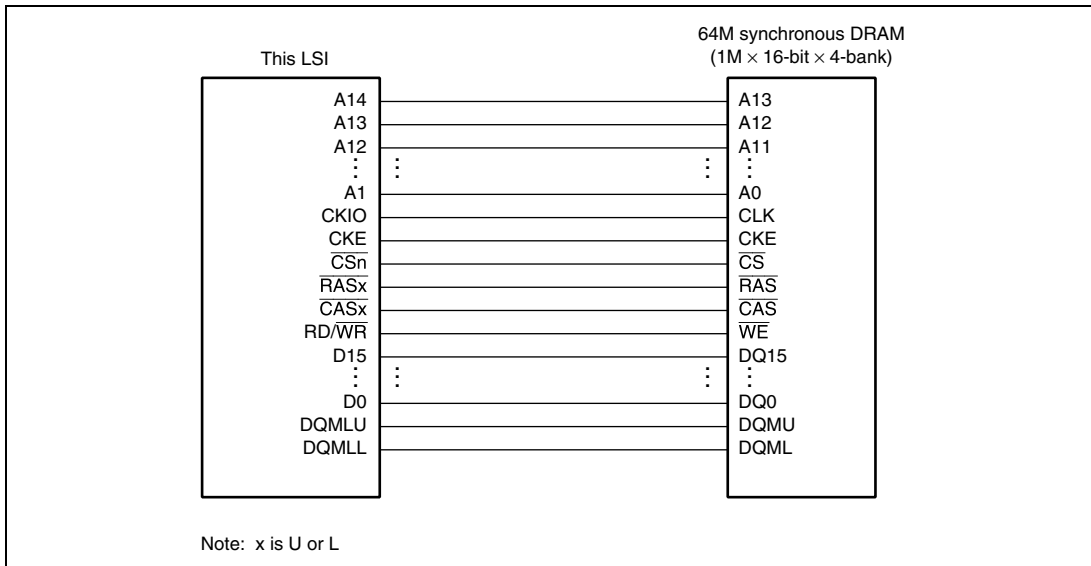 64M synchronous DRAM
This LSI (1M × 16-bit × 4-bank)
A14 A13
A13 A12
A12 A11
A1 A0
CKIO CLK
CKE CKE
CSn CS
RASx RAS
CASx CAS
RD/WR WE
D15 DQ15
D0 DQ0
DQMLU DQMU
DQMLL DQML
Note: x is U or L